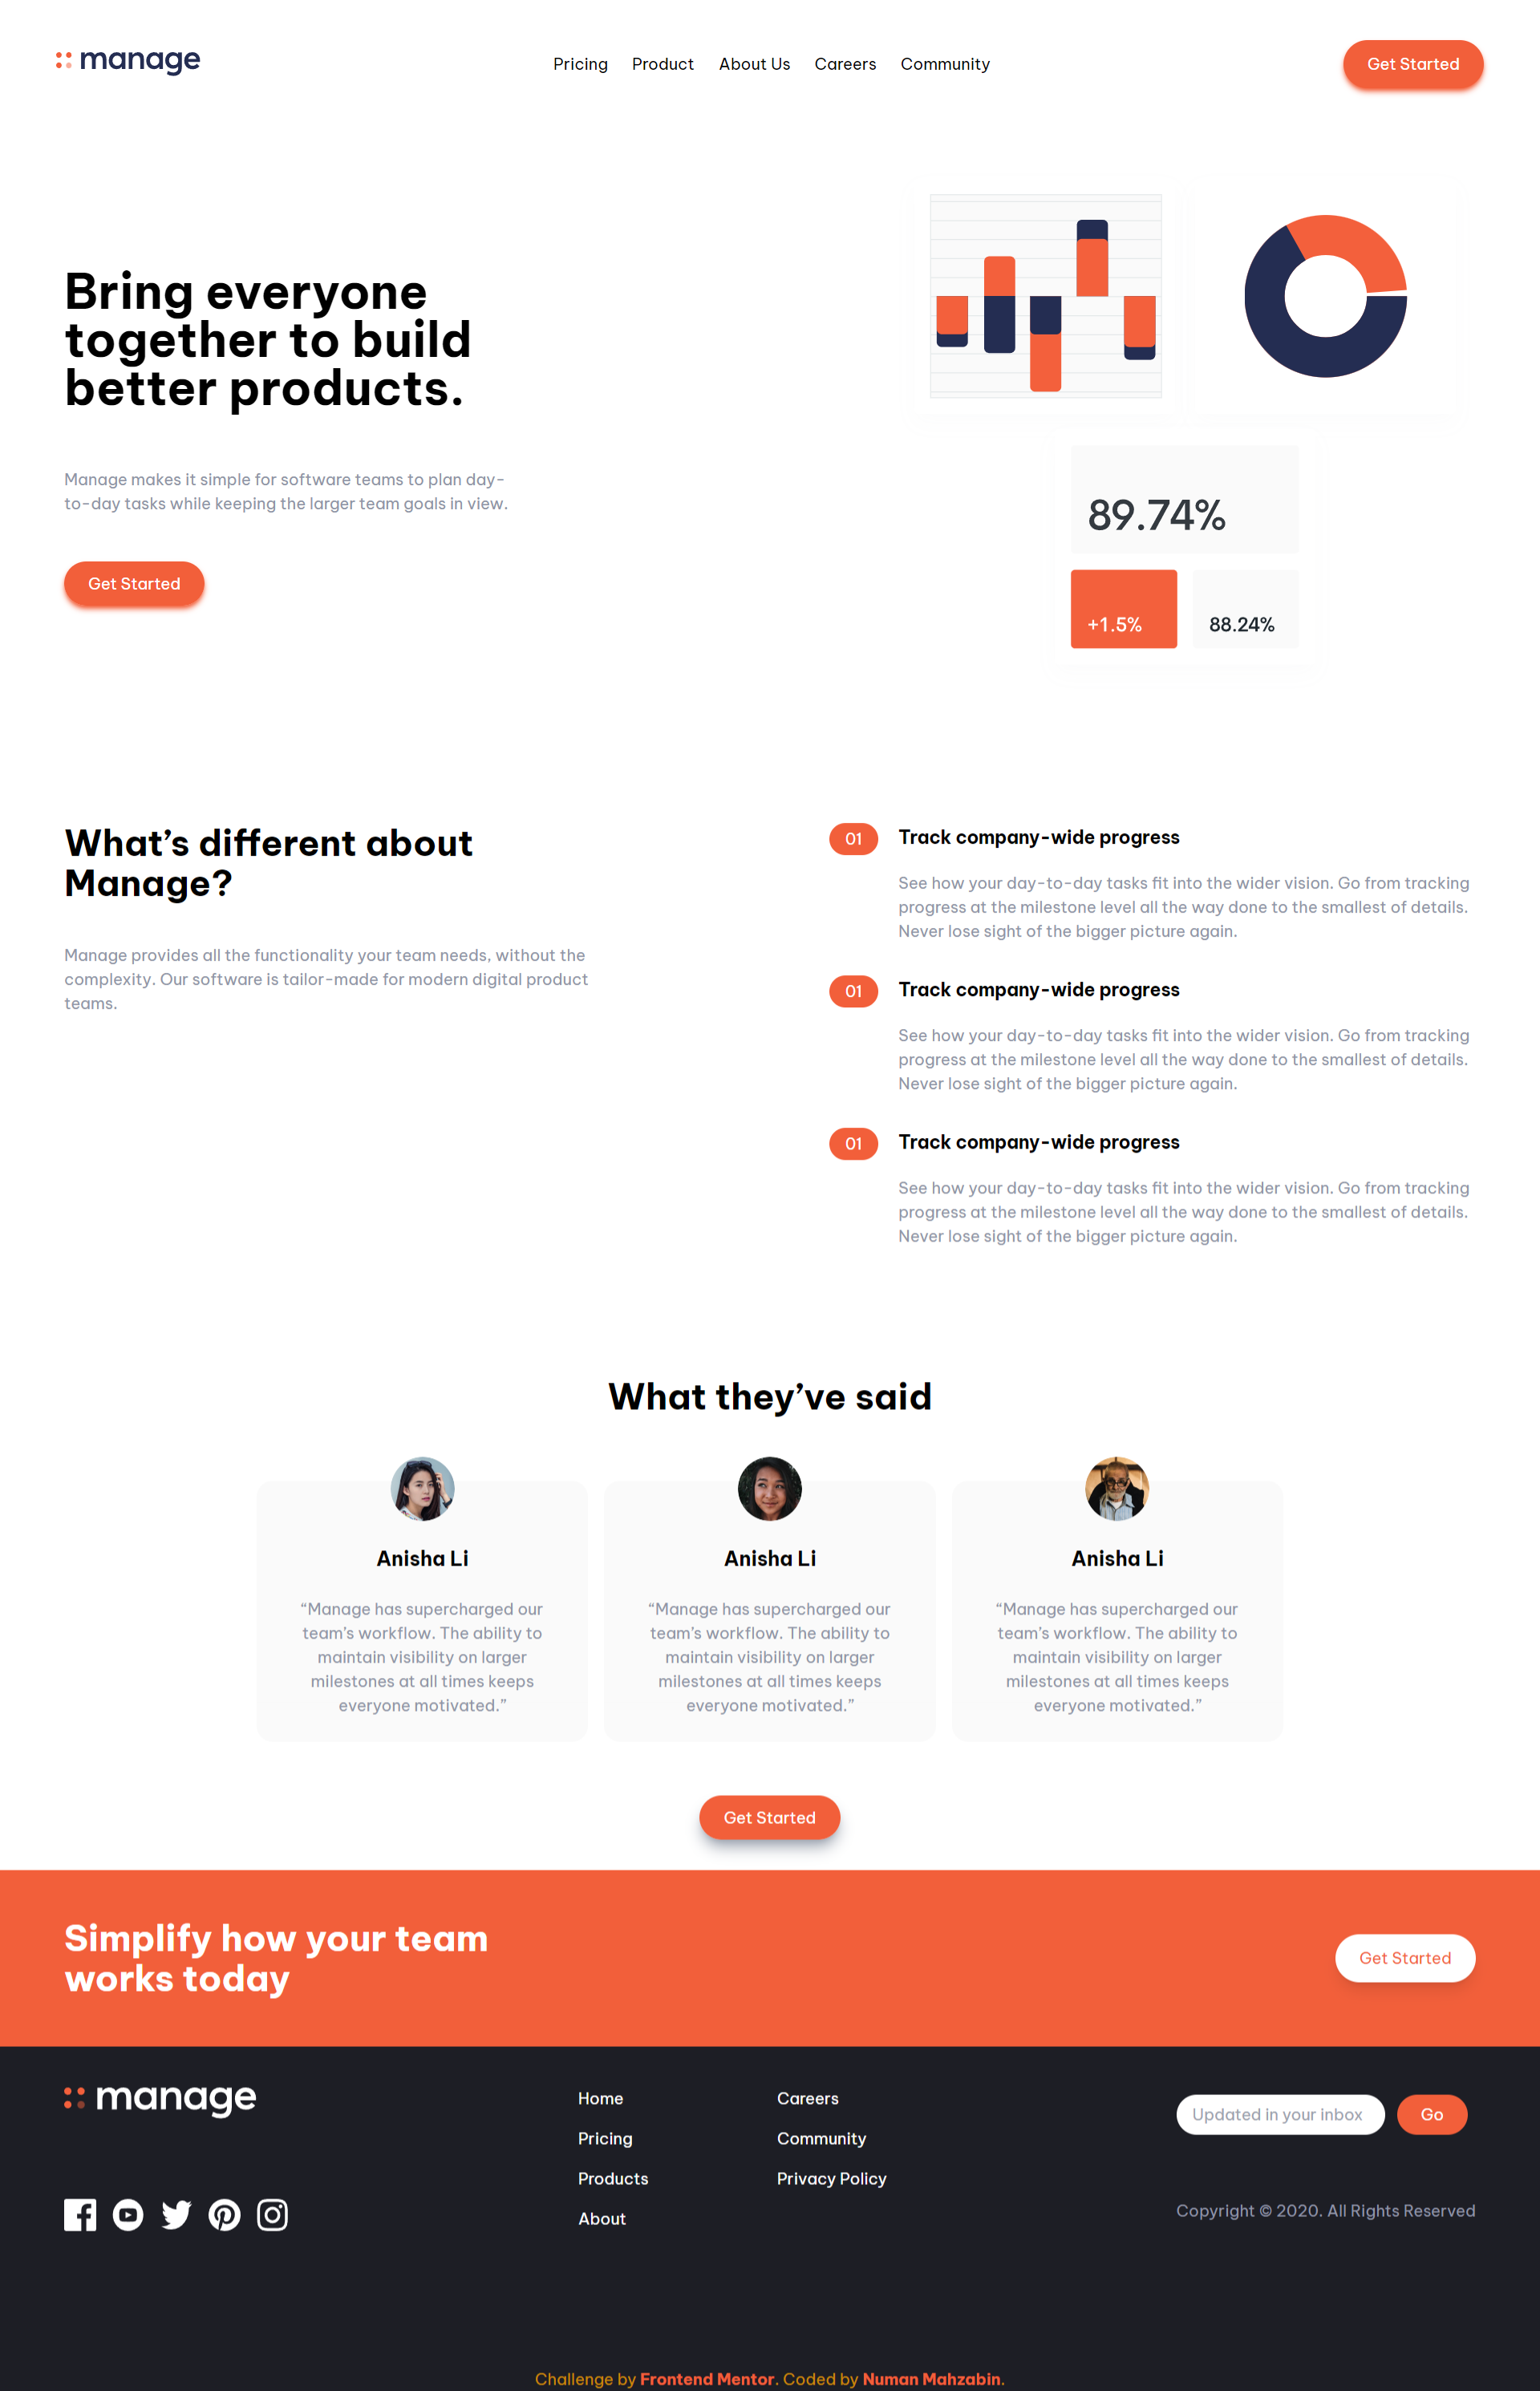 manage
Pricing Product About Us Careers Community
Get Started
Bring everyone
together to build
better products.
Manage makes it simple for software teams to plan day-
to-day tasks while keeping the larger team goals in view.
Get Started
89.74%
+1.5%
88.24%
What’s different about
Manage?
Manage provides all the functionality your team needs, without the
complexity. Our software is tailor-made for modern digital product
teams.
01
Track company-wide progress
See how your day-to-day tasks fit into the wider vision. Go from tracking
progress at the milestone level all the way done to the smallest of details.
Never lose sight of the bigger picture again.
01
Track company-wide progress
See how your day-to-day tasks fit into the wider vision. Go from tracking
progress at the milestone level all the way done to the smallest of details.
Never lose sight of the bigger picture again.
01
Track company-wide progress
See how your day-to-day tasks fit into the wider vision. Go from tracking
progress at the milestone level all the way done to the smallest of details.
Never lose sight of the bigger picture again.
What they’ve said
Anisha Li
“Manage has supercharged our
team’s workflow. The ability to
maintain visibility on larger
milestones at all times keeps
everyone motivated.”
Anisha Li
“Manage has supercharged our
team’s workflow. The ability to
maintain visibility on larger
milestones at all times keeps
everyone motivated.”
Anisha Li
“Manage has supercharged our
team’s workflow. The ability to
maintain visibility on larger
milestones at all times keeps
everyone motivated.”
Get Started
Simplify how your team
works today
Get Started
manage
Home
Pricing
Products
About
Careers
Community
Privacy Policy
Updated in your inbox
Go
Copyright © 2020. All Rights Reserved
Challenge by Frontend Mentor. Coded by Numan Mahzabin.